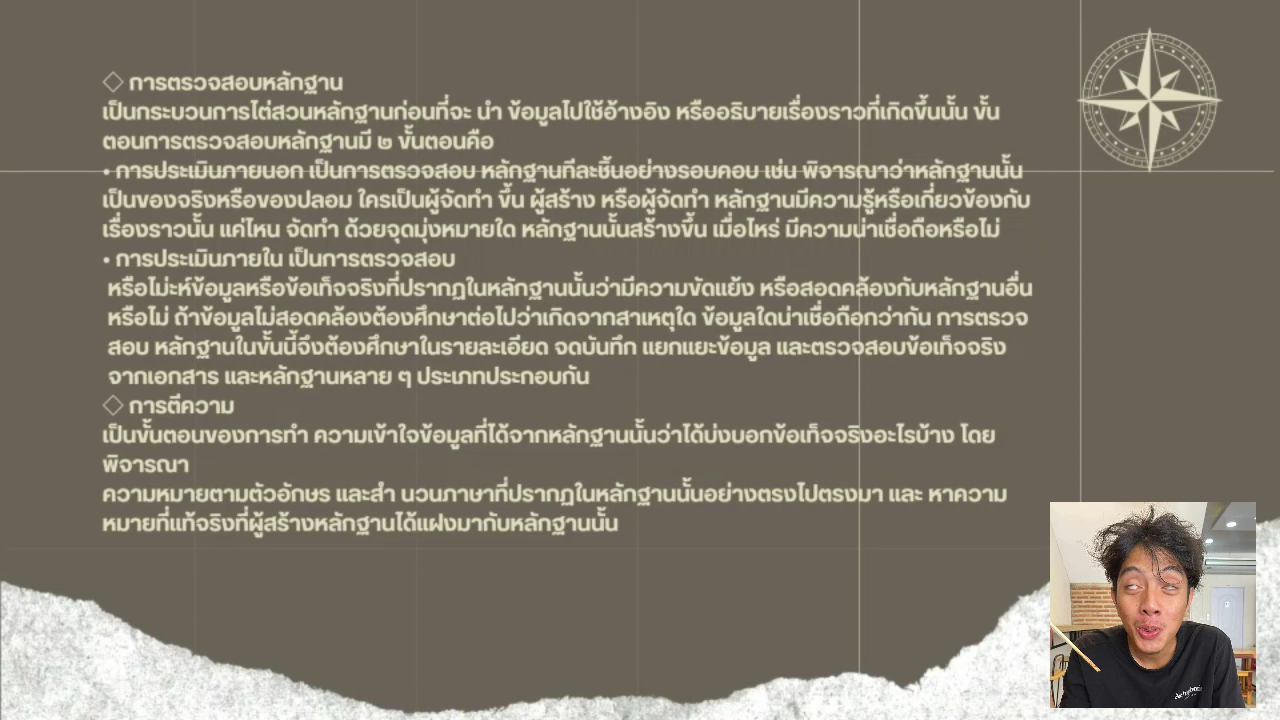 ◇ การตรวจสอบหลักฐาน
เป็นกระบวนการไต่สวนหลักฐานก่อนที่จะ นำ ข้อมูลไปใช้อ้างอิง หรืออธิบายเรื่องราวที่เกิดขึ้นนั้น ขั้น
ตอนการตรวจสอบหลักฐานมี ๒ ขั้นตอนคือ
• การประเมินภายนอก เป็นการตรวจสอบ หลักฐานทีละชิ้นอย่างรอบคอบ เช่น พิจารณาว่าหลักฐานนั้น
เป็นของจริงหรือของปลอม ใครเป็นผู้จัดทำ ขึ้น ผู้สร้าง หรือผู้จัดทำ หลักฐานมีความรู้หรือเกี่ยวข้องกับ
เรื่องราวนั้น แค่ไหน จัดทำ ด้วยจุดมุ่งหมายใด หลักฐานนั้นสร้างขึ้น เมื่อไหร่ มีความน่าเชื่อถือหรือไม่
• การประเมินภายใน เป็นการตรวจสอบ
หรือไม่ะห์ข้อมูลหรือข้อเท็จจริงที่ปรากฏในหลักฐานนั้นว่ามีความขัดแย้ง หรือสอดคล้องกับหลักฐานอื่น
หรือไม่ ถ้าข้อมูลไม่สอดคล้องต้องศึกษาต่อไปว่าเกิดจากสาเหตุใด ข้อมูลใดน่าเชื่อถือกว่ากัน การตรวจ
สอบ หลักฐานในขั้นนี้จึงต้องศึกษาในรายละเอียด จดบันทึก แยกแยะข้อมูล และตรวจสอบข้อเท็จจริง
จากเอกสาร และหลักฐานหลาย ๆ ประเภทประกอบกัน
◇ การตีความ
เป็นขั้นตอนของการทำ ความเข้าใจข้อมูลที่ได้จากหลักฐานนั้นว่าได้บ่งบอกข้อเท็จจริงอะไรบ้าง โดย
พิจารณา
ความหมายตามตัวอักษร และสำ นวนภาษาที่ปรากฏในหลักฐานนั้นอย่างตรงไปตรงมา และ หาความ
หมายที่แท้จริงที่ผู้สร้างหลักฐานได้แฝงมากับหลักฐานนั้น